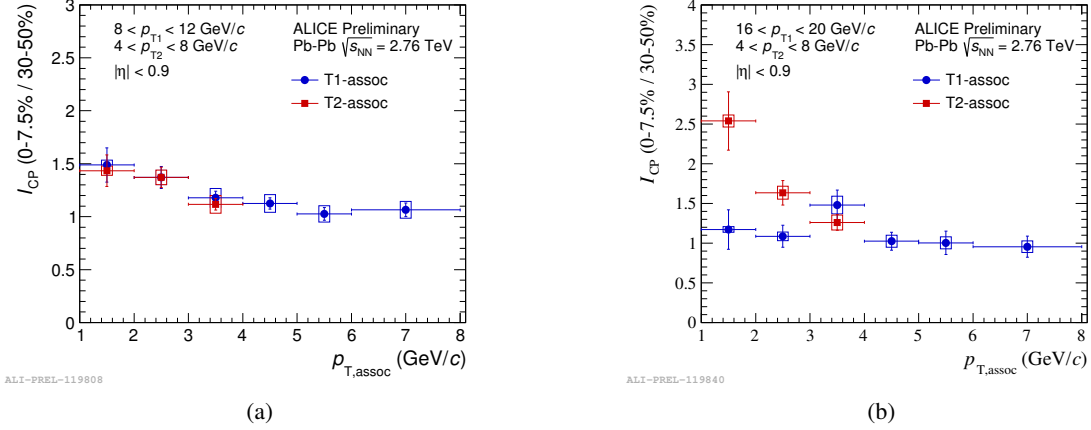 3
2.5
2
1.5
1
0.5
0
I_CP (0-7.5% / 30-50%)
8 < p_T1 < 12 GeV/c
4 < p_T2 < 8 GeV/c
|η| < 0.9
ALICE Preliminary
Pb-Pb √s_NN = 2.76 TeV
T1-assoc
T2-assoc
1 2 3 4 5 6 7 8
p_T,assoc (GeV/c)
ALI-PREL-119808
(a)
4
3.5
3
2.5
2
1.5
1
0.5
0
I_CP (0-7.5% / 30-50%)
16 < p_T1 < 20 GeV/c
4 < p_T2 < 8 GeV/c
|η| < 0.9
ALICE Preliminary
Pb-Pb √s_NN = 2.76 TeV
T1-assoc
T2-assoc
1 2 3 4 5 6 7 8
p_T,assoc (GeV/c)
ALI-PREL-119840
(b)